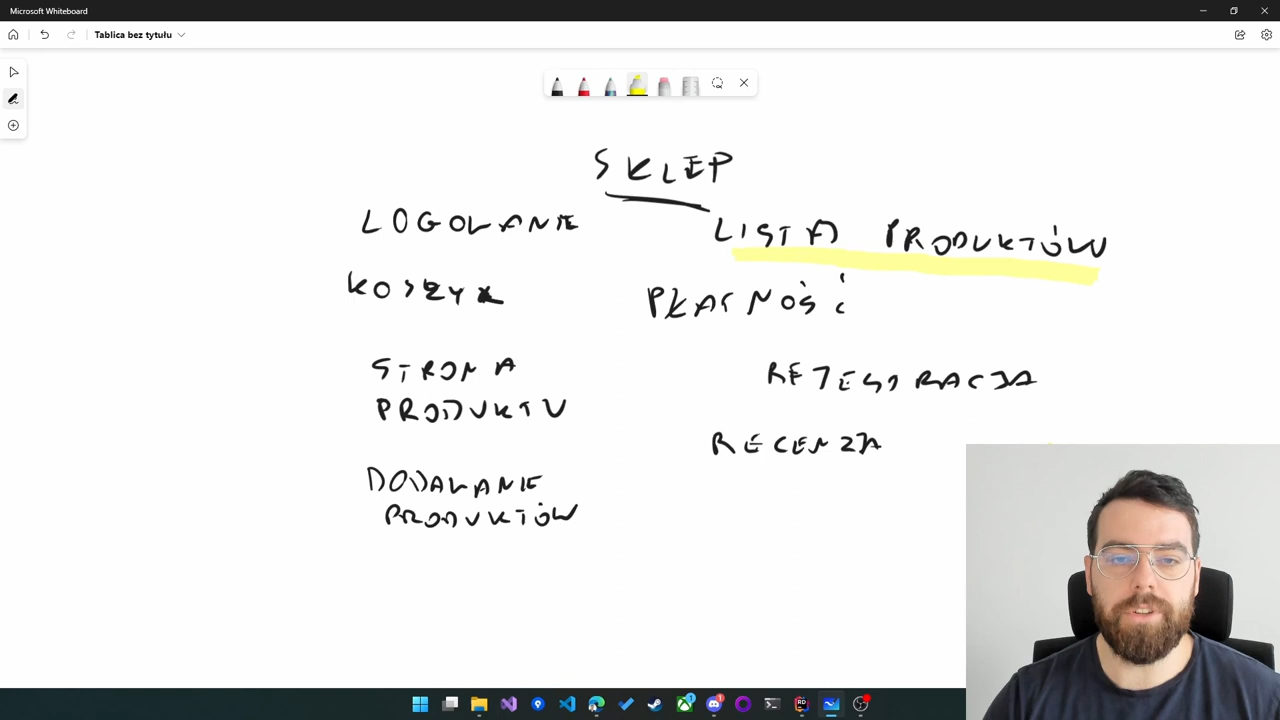 Microsoft Whiteboard
Tablica bez tytułu
SKLEP
LOGOWANIE
LISTA PRODUKTÓW
KOSZYK
PŁATNOŚĆ
STRONA
PRODUKTU
REJESTRACJA
RECENZJA
DODAWANIE
PRODUKTÓW